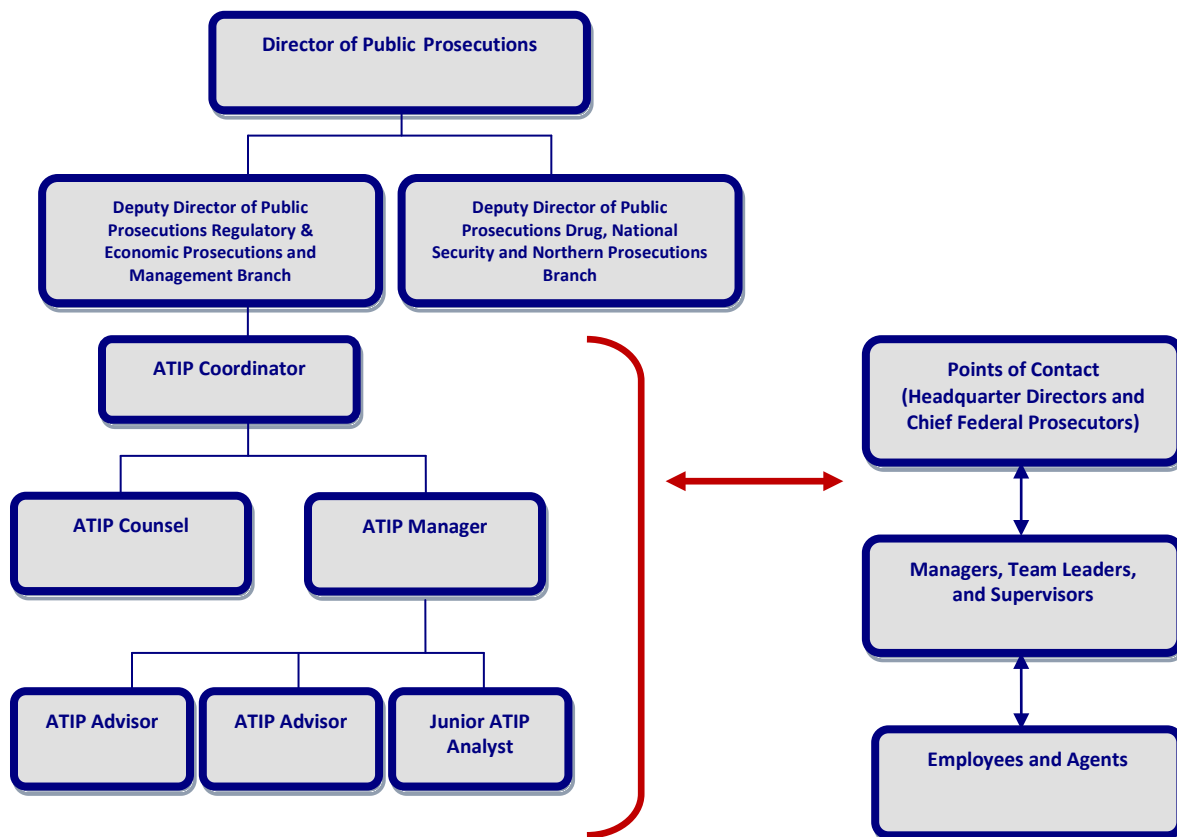 Director of Public Prosecutions
Deputy Director of Public
Prosecutions Regulatory &
Economic Prosecutions and
Management Branch
Deputy Director of Public
Prosecutions Drug, National
Security and Northern Prosecutions
Branch
ATIP Coordinator
ATIP Counsel
ATIP Manager
ATIP Advisor
ATIP Advisor
Junior ATIP
Analyst
Points of Contact
(Headquarter Directors and
Chief Federal Prosecutors)
Managers, Team Leaders,
and Supervisors
Employees and Agents